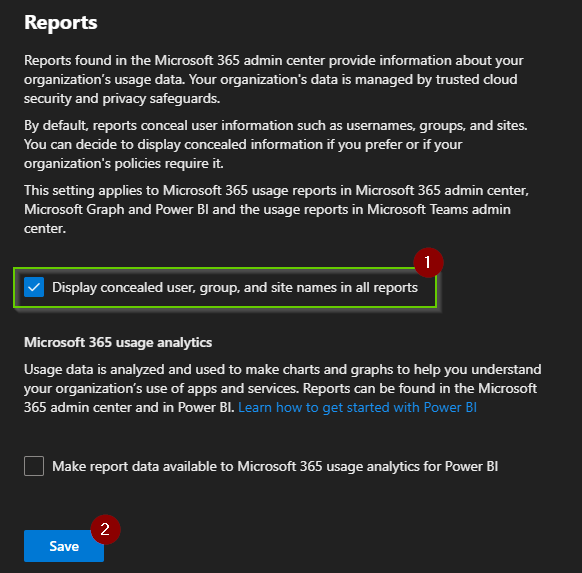 Reports
Reports found in the Microsoft 365 admin center provide information about your
organization's usage data. Your organization's data is managed by trusted cloud
security and privacy safeguards.
By default, reports conceal user information such as usernames, groups, and sites.
You can decide to display concealed information if you prefer or if your
organization's policies require it.
This setting applies to Microsoft 365 usage reports in Microsoft 365 admin center,
Microsoft Graph and Power BI and the usage reports in Microsoft Teams admin
center.
1
Display concealed user, group, and site names in all reports
Microsoft 365 usage analytics
Usage data is analyzed and used to make charts and graphs to help you understand
your organization's use of apps and services. Reports can be found in the Microsoft
365 admin center and in Power BI. Learn how to get started with Power BI
Make report data available to Microsoft 365 usage analytics for Power BI
2
Save